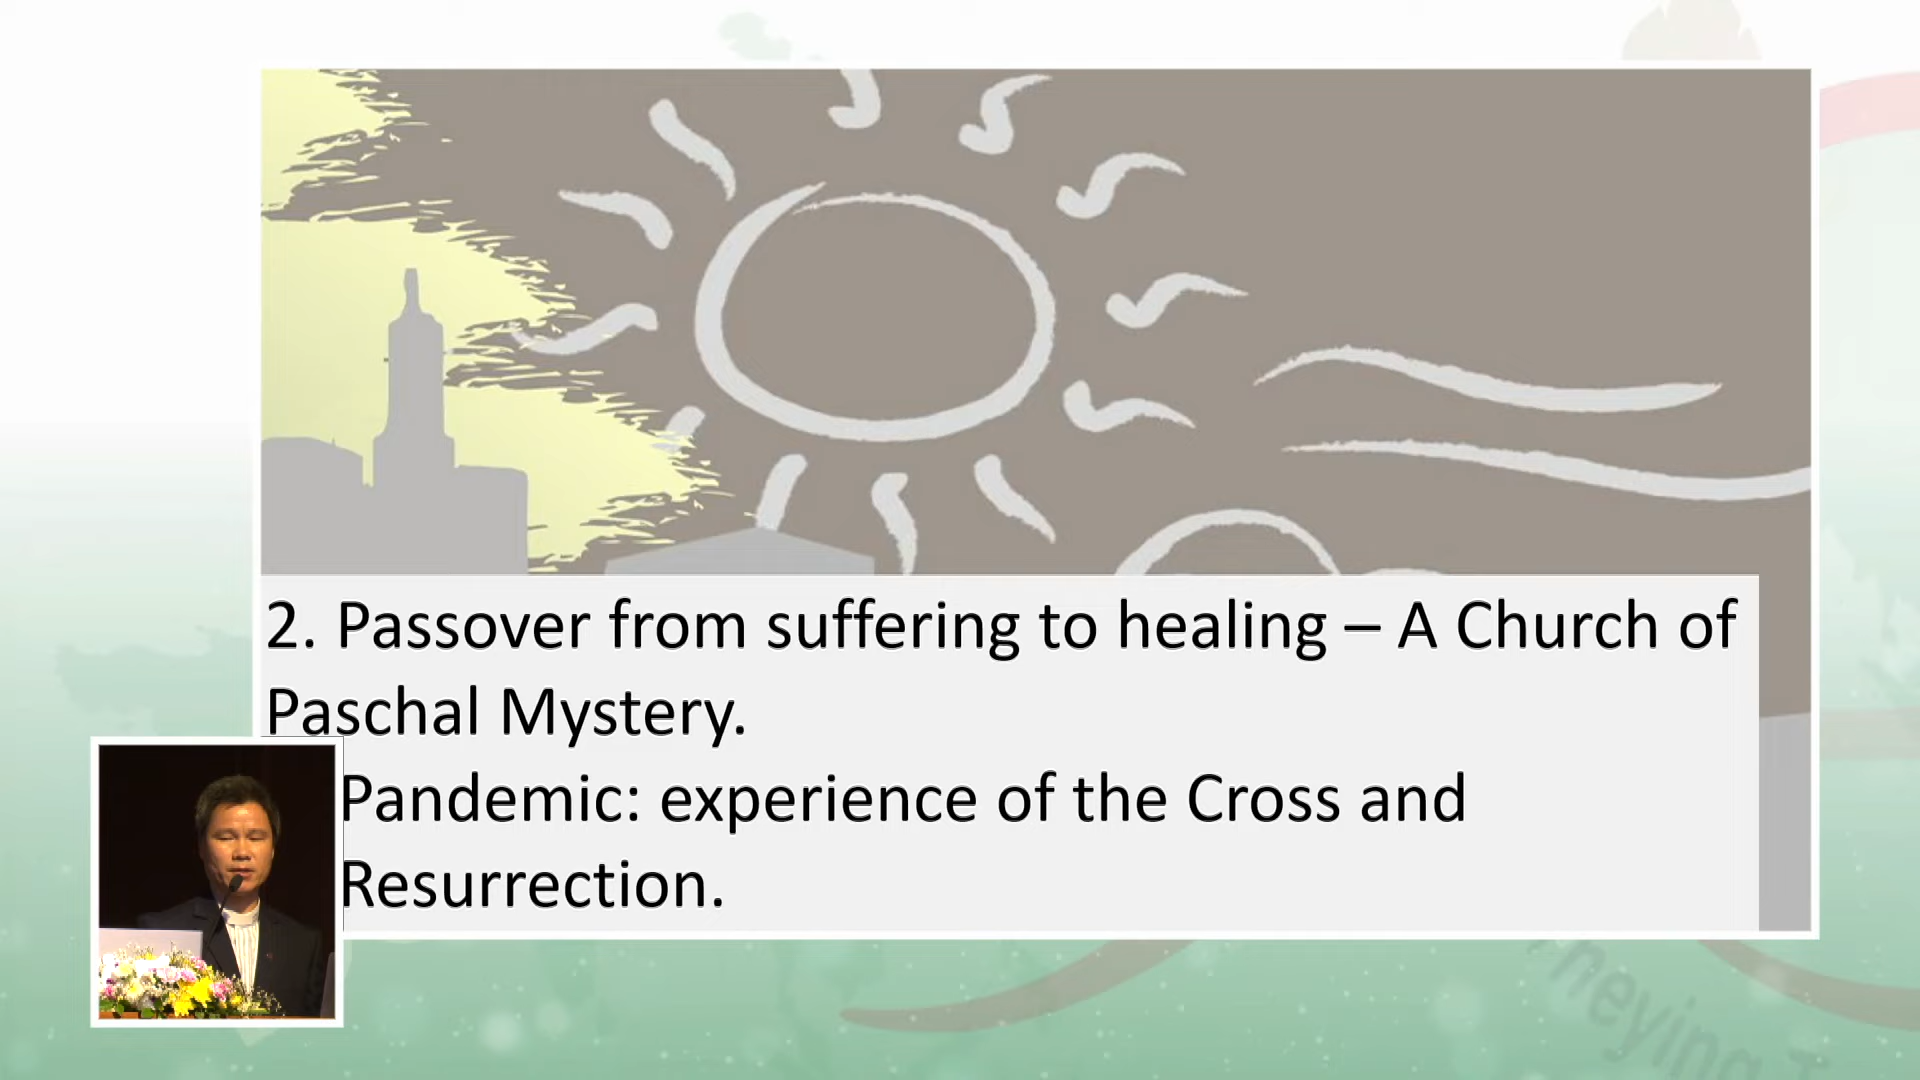 2. Passover from suffering to healing – A Church of
Paschal Mystery.
Pandemic: experience of the Cross and
Resurrection.